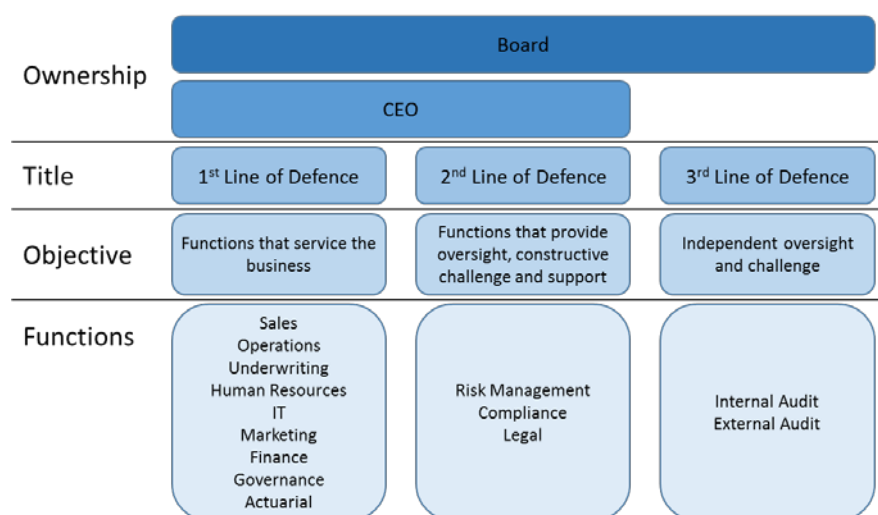 Ownership
Board
CEO
Title
1st Line of Defence
2nd Line of Defence
3rd Line of Defence
Objective
Functions that service the
business
Functions that provide
oversight, constructive
challenge and support
Independent oversight
and challenge
Functions
Sales
Operations
Underwriting
Human Resources
IT
Marketing
Finance
Governance
Actuarial
Risk Management
Compliance
Legal
Internal Audit
External Audit